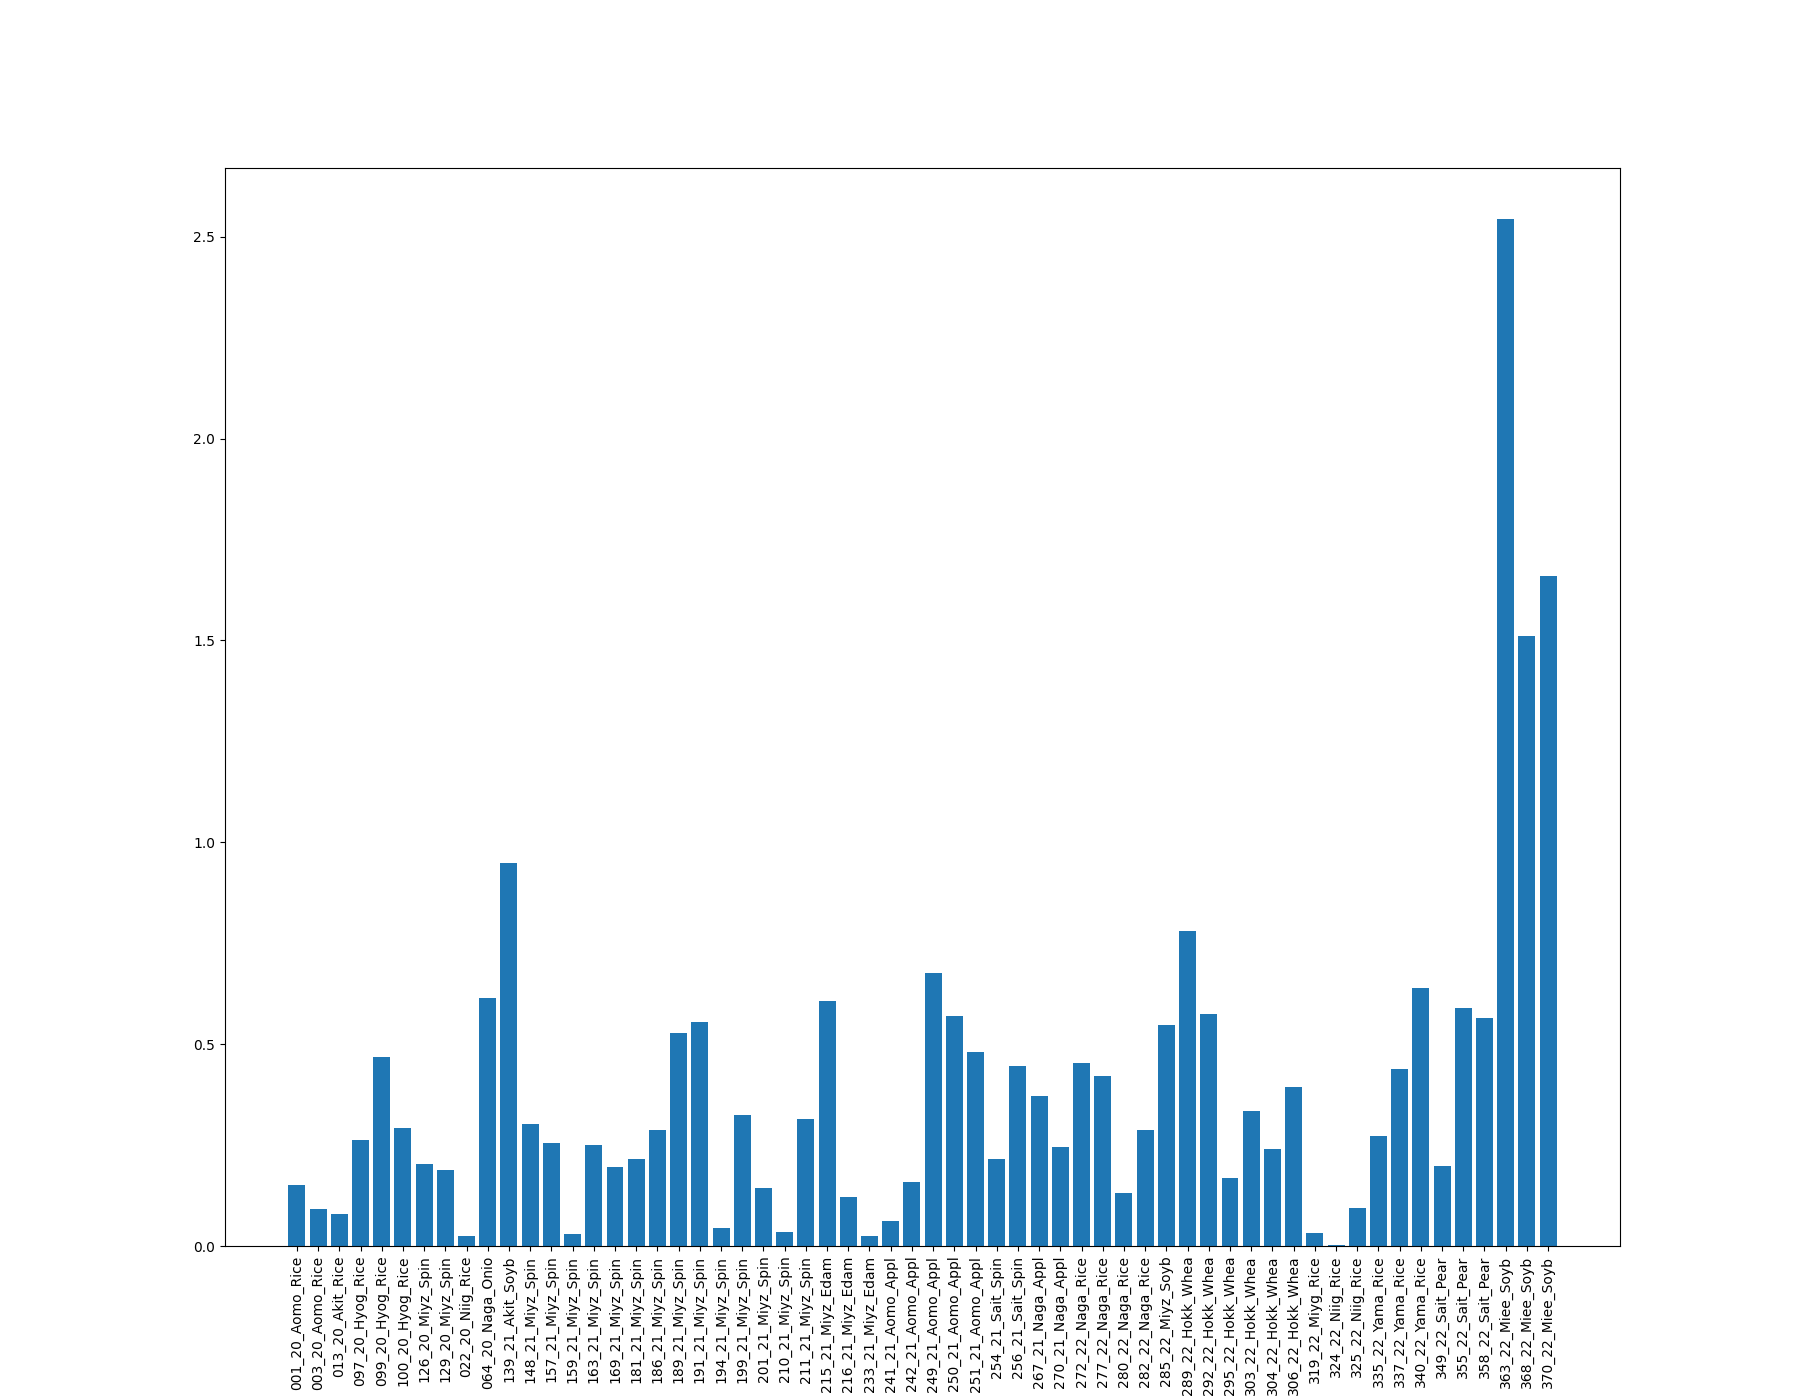 2.5
2.0
1.5
1.0
0.5
0.0
001_20_Aomo_Rice
003_20_Aomo_Rice
013_20_Akit_Rice
097_20_Hyog_Rice
099_20_Hyog_Rice
100_20_Hyog_Rice
126_20_Miyz_Spin
129_20_Miyz_Spin
022_20_Niig_Rice
064_20_Naga_Onio
139_21_Akit_Soyb
148_21_Miyz_Spin
157_21_Miyz_Spin
159_21_Miyz_Spin
163_21_Miyz_Spin
169_21_Miyz_Spin
181_21_Miyz_Spin
186_21_Miyz_Spin
189_21_Miyz_Spin
191_21_Miyz_Spin
194_21_Miyz_Spin
199_21_Miyz_Spin
201_21_Miyz_Spin
210_21_Miyz_Spin
211_21_Miyz_Spin
215_21_Miyz_Edam
216_21_Miyz_Edam
233_21_Miyz_Edam
241_21_Aomo_Appl
242_21_Aomo_Appl
249_21_Aomo_Appl
250_21_Aomo_Appl
251_21_Aomo_Appl
254_21_Sait_Spin
256_21_Sait_Spin
267_21_Naga_Appl
270_21_Naga_Appl
272_22_Naga_Rice
277_22_Naga_Rice
280_22_Naga_Rice
282_22_Naga_Rice
285_22_Miyz_Soyb
289_22_Hokk_Whea
292_22_Hokk_Whea
295_22_Hokk_Whea
303_22_Hokk_Whea
304_22_Hokk_Whea
306_22_Hokk_Whea
319_22_Miyg_Rice
324_22_Niig_Rice
325_22_Niig_Rice
335_22_Yama_Rice
337_22_Yama_Rice
340_22_Yama_Rice
349_22_Sait_Pear
355_22_Sait_Pear
358_22_Sait_Pear
363_22_Miee_Soyb
368_22_Miee_Soyb
370_22_Miee_Soyb